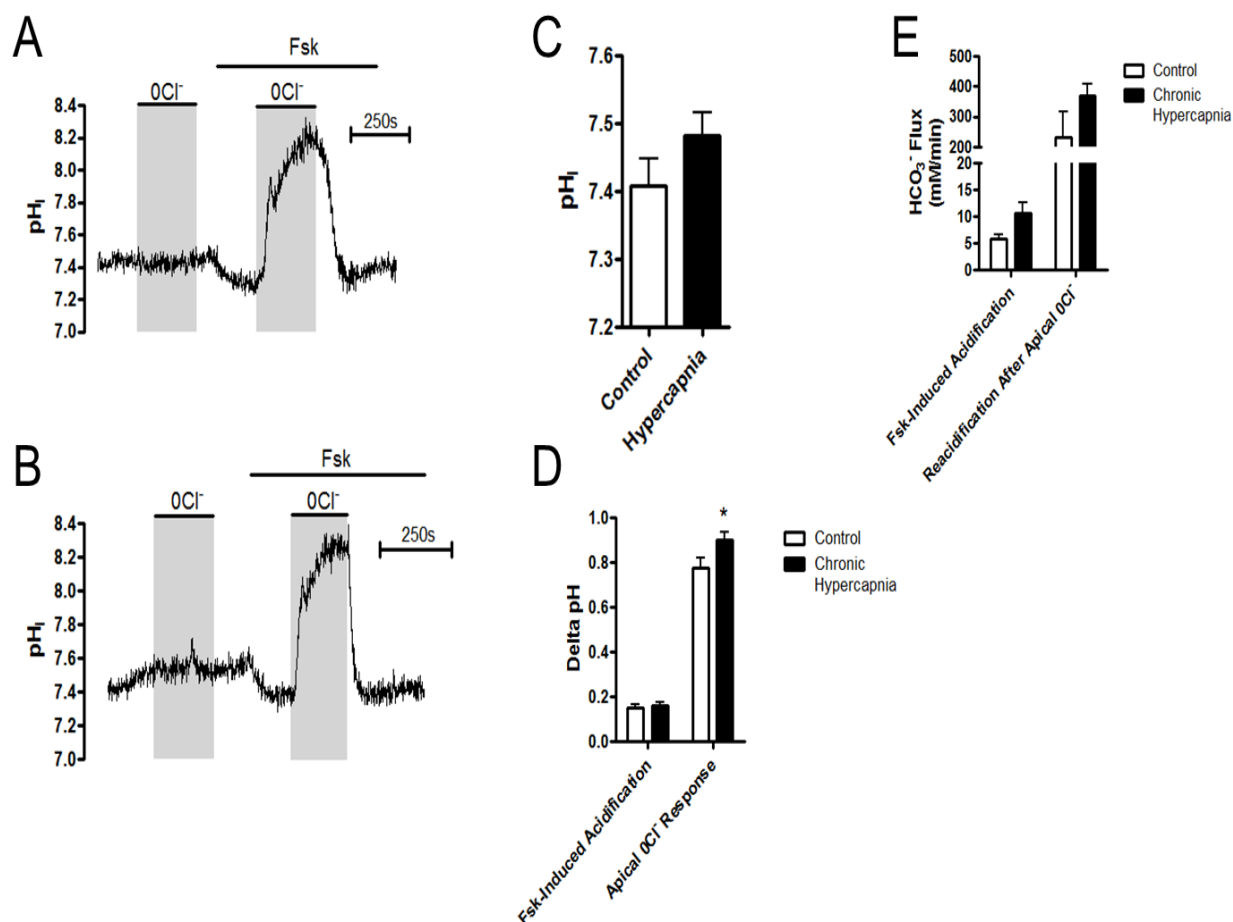 A
Fsk
0Cl⁻
0Cl⁻
250s
8.4
8.2
8.0
7.8
7.6
7.4
7.2
7.0
pHi
B
Fsk
0Cl⁻
0Cl⁻
250s
8.4
8.2
8.0
7.8
7.6
7.4
7.2
7.0
pHi
C
7.6
7.5
7.4
7.3
7.2
pHi
Control
Hypercapnia
D
*
1.0
0.8
0.6
0.4
0.2
0.0
Delta pH
Control
Chronic
Hypercapnia
Fsk-Induced Acidification
Apical 0Cl⁻ Response
E
500
400
300
200
100
20
15
10
5
0
HCO₃⁻ Flux
(mM/min)
Control
Chronic
Hypercapnia
Fsk-Induced Acidification
Reacidification After Apical 0Cl⁻